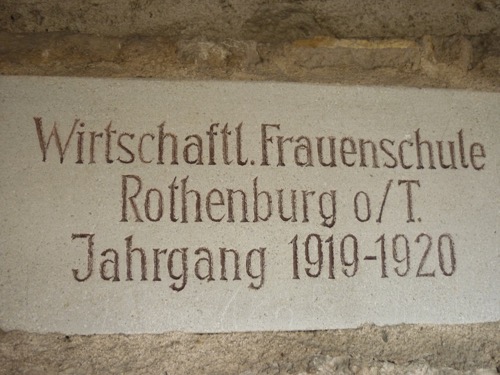 Wirtschaftl. Frauenschule
Rothenburg o/T.
Jahrgang 1919-1920